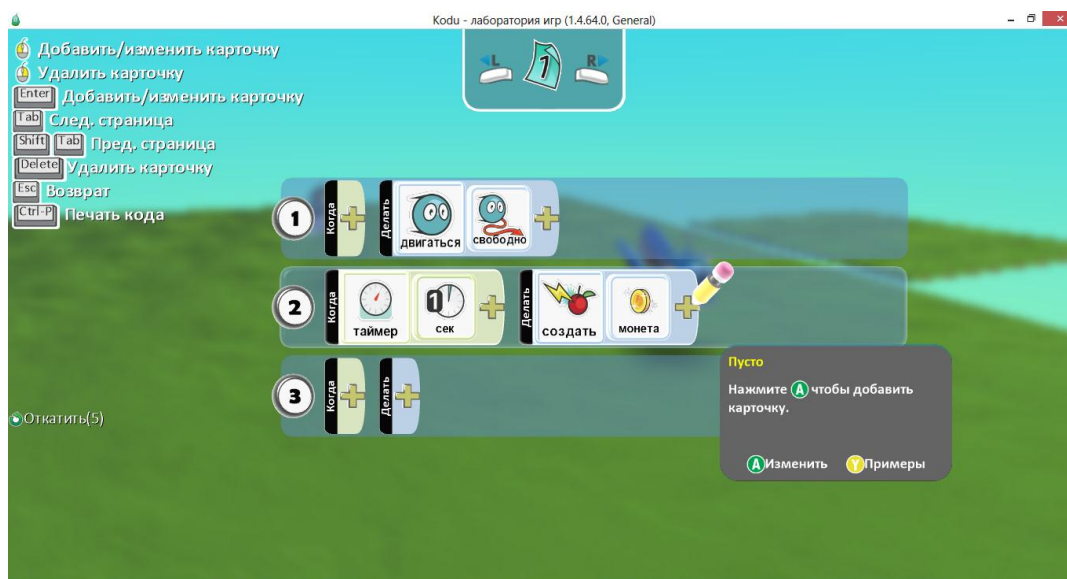 Kodu - лаборатория игр (1.4.64.0, General)
Добавить/изменить карточку
Удалить карточку
Enter Добавить/изменить карточку
Tab След. страница
Shift Tab Пред. страница
Delete Удалить карточку
Esc Возврат
Ctrl-P Печать кода
L 1 R
1 Когда Делать двигаться свободно
2 Когда таймер 1 сек Делать создать монета
3 Когда Делать
Пусто
Нажмите A чтобы добавить
карточку.
A Изменить Y Примеры
Откатить(5)